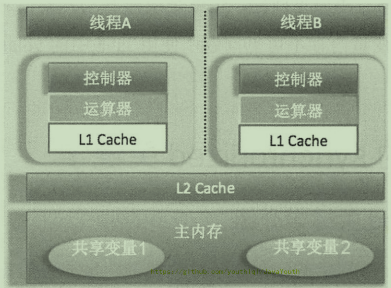 线程A
线程B
控制器
运算器
L1 Cache
控制器
运算器
L1 Cache
L2 Cache
主内存
共享变量1
共享变量2